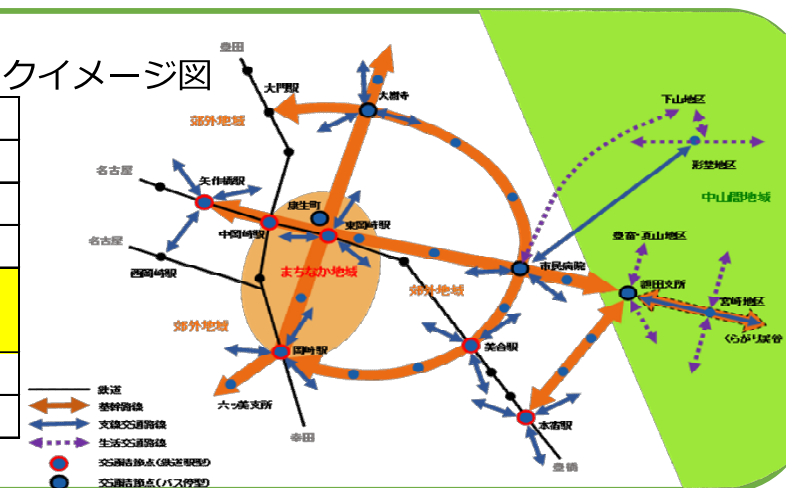 クイメージ図
豊田
大門駅
大樹寺
郊外地域
名古屋
矢作橋駅
康生町
中岡崎駅
東岡崎駅
名古屋
西岡崎駅
まちなか地域
郊外地域
郊外地域
岡崎駅
六ッ美支所
幸田
美合駅
本宿駅
豊橋
市民病院
額田支所
下山地区
形埜地区
中山間地域
豊富・夏山地区
宮崎地区
くらがり渓谷
鉄道
基幹路線
支線交通路線
生活交通路線
交通結節点(鉄道駅型)
交通結節点(バス停型)